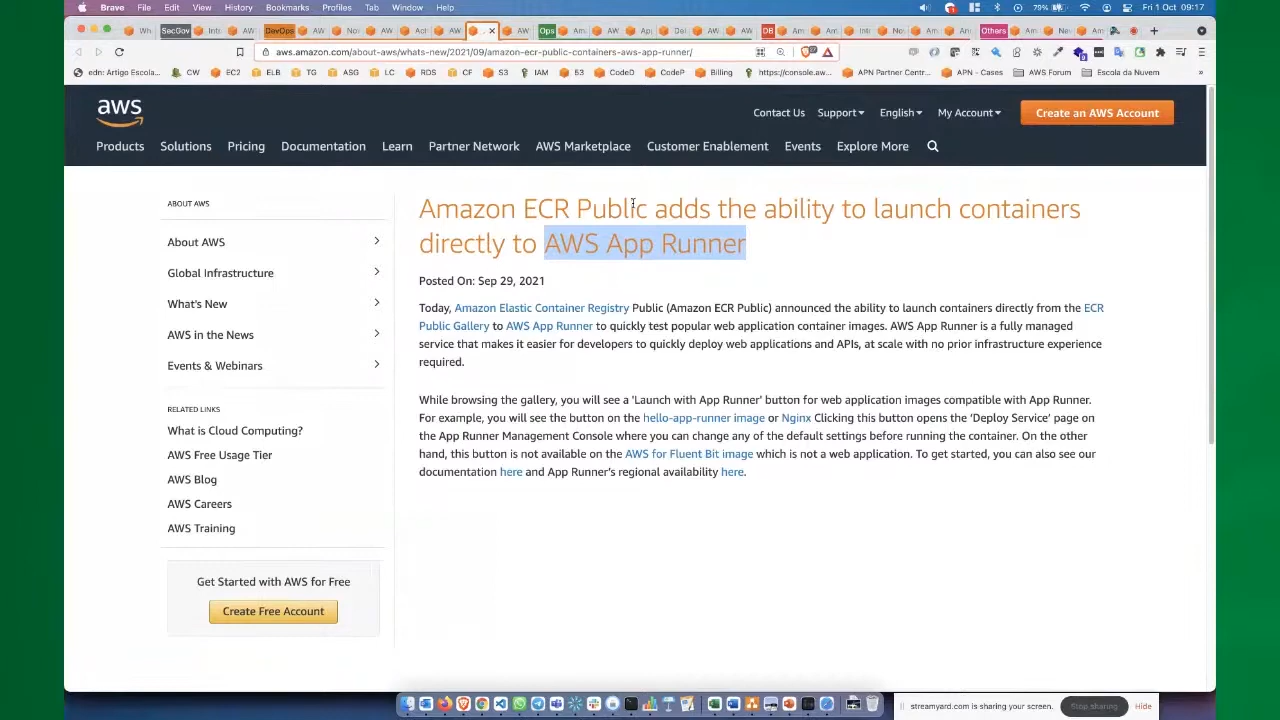 Brave Browser File Edit View History Bookmarks Profiles Tab Window Help 79% Fri 1 Oct 09:17
SecGov DevOps Ops DB Others
aws.amazon.com/about-aws/whats-new/2021/09/amazon-ecr-public-containers-aws-app-runner/
edn: Artigo Escola... CW EC2 ELB TG ASG LC RDS CF S3 IAM 53 CodeD CodeP Billing https://console.aw... APN Partner Centr... APN - Cases AWS Forum Escola da Nuvem »
aws
Contact Us Support English My Account Create an AWS Account
Products Solutions Pricing Documentation Learn Partner Network AWS Marketplace Customer Enablement Events Explore More
ABOUT AWS
About AWS
Global Infrastructure
What's New
AWS in the News
Events & Webinars
RELATED LINKS
What is Cloud Computing?
AWS Free Usage Tier
AWS Blog
AWS Careers
AWS Training
Get Started with AWS for Free
Create Free Account
Amazon ECR Public adds the ability to launch containers
directly to AWS App Runner
Posted On: Sep 29, 2021
Today, Amazon Elastic Container Registry Public (Amazon ECR Public) announced the ability to launch containers directly from the ECR
Public Gallery to AWS App Runner to quickly test popular web application container images. AWS App Runner is a fully managed
service that makes it easier for developers to quickly deploy web applications and APIs, at scale with no prior infrastructure experience
required.
While browsing the gallery, you will see a 'Launch with App Runner' button for web application images compatible with App Runner.
For example, you will see the button on the hello-app-runner image or Nginx Clicking this button opens the ‘Deploy Service’ page on
the App Runner Management Console where you can change any of the default settings before running the container. On the other
hand, this button is not available on the AWS for Fluent Bit image which is not a web application. To get started, you can also see our
documentation here and App Runner's regional availability here.
streamyard.com is sharing your screen. Stop sharing Hide